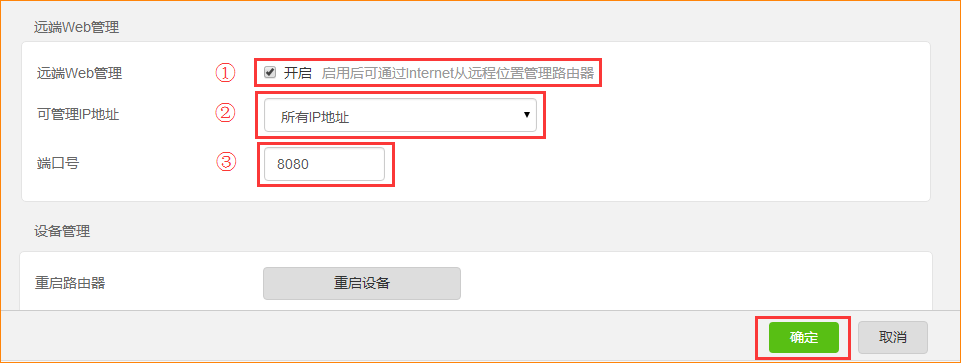 远端Web管理
远端Web管理 ① 开启 启用后可通过Internet从远程位置管理路由器
可管理IP地址 ② 所有IP地址
端口号 ③ 8080
设备管理
重启路由器 重启设备
确定 取消